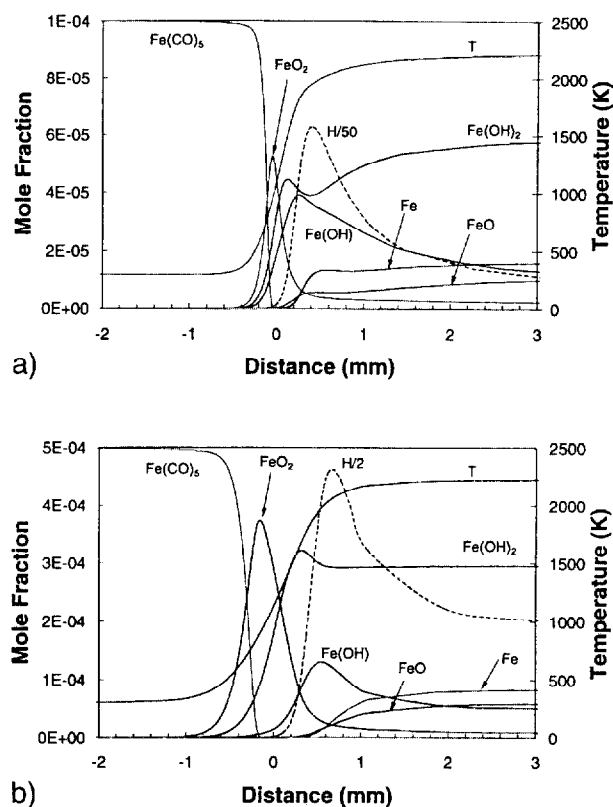 1E-04
8E-05
6E-05
4E-05
2E-05
0E+00
Mole Fraction
Fe(CO)5
FeO2
T
H/50
Fe(OH)2
Fe
Fe(OH)
FeO
2500
2000
1500
1000
500
0
Temperature (K)
-2 -1 0 1 2 3
Distance (mm)
a)
5E-04
4E-04
3E-04
2E-04
1E-04
0E+00
Mole Fraction
Fe(CO)5
FeO2
H/2
T
Fe(OH)2
Fe(OH)
FeO
Fe
2500
2000
1500
1000
500
0
Temperature (K)
-2 -1 0 1 2 3
Distance (mm)
b)